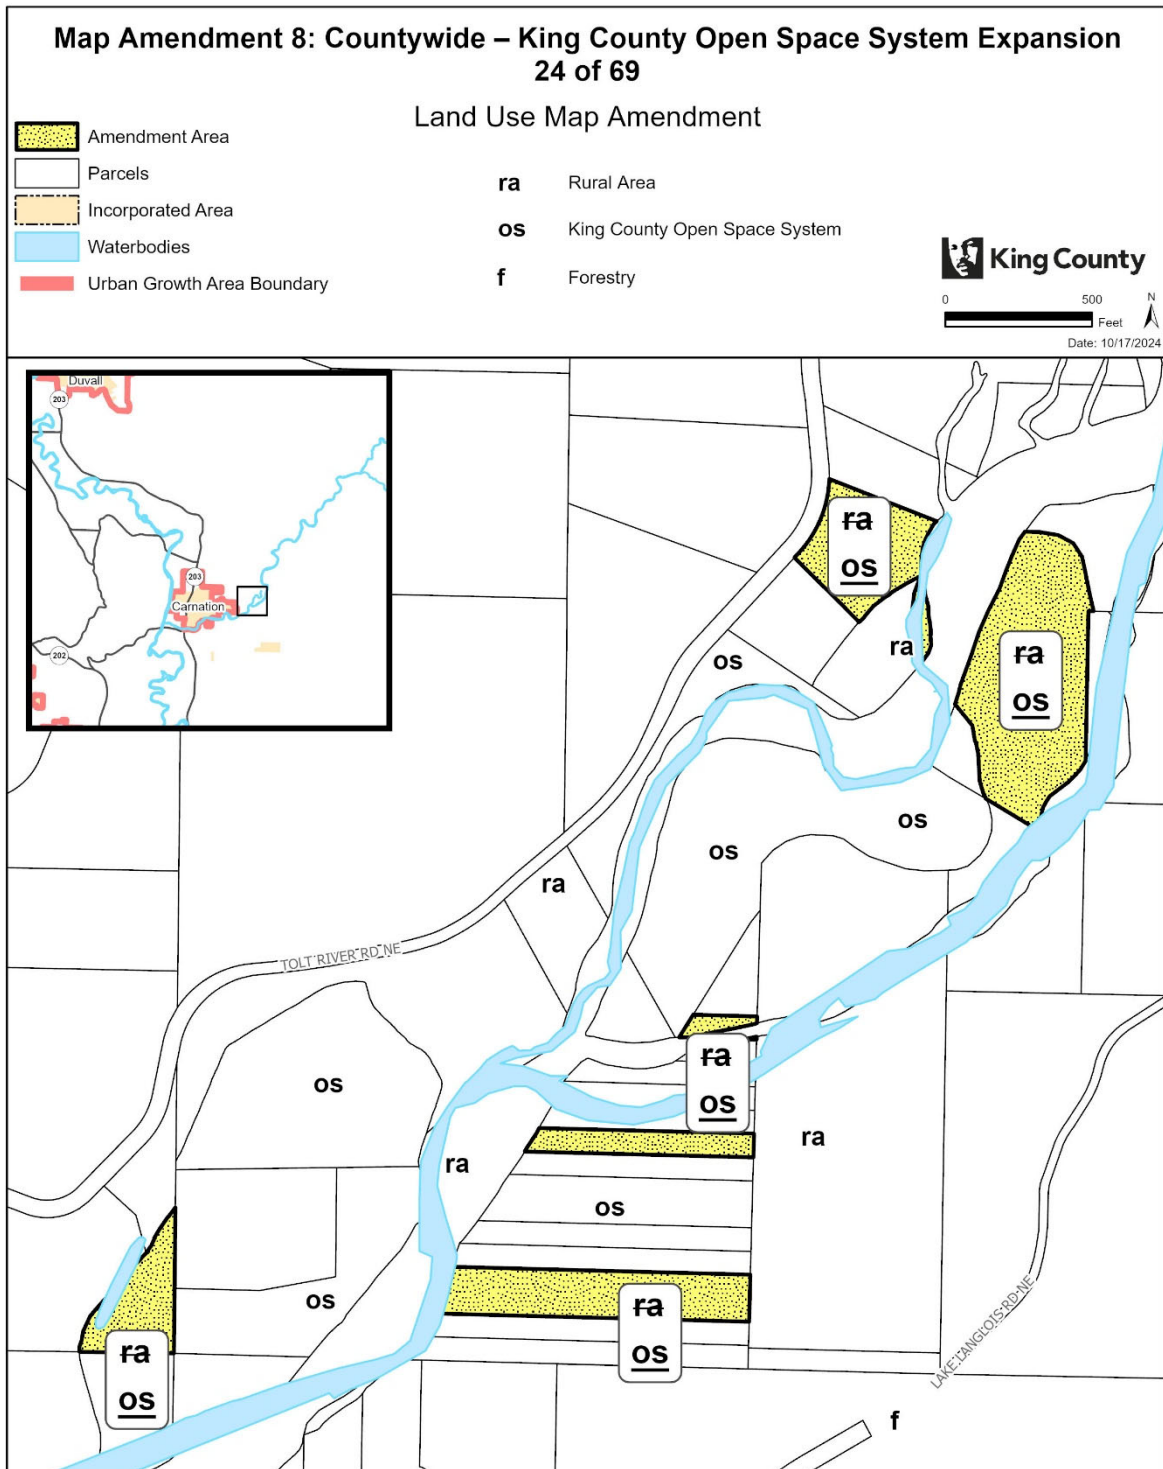 Map Amendment 8: Countywide – King County Open Space System Expansion
24 of 69
Land Use Map Amendment
Amendment Area
Parcels
Incorporated Area
Waterbodies
Urban Growth Area Boundary
ra Rural Area
os King County Open Space System
f Forestry
King County
0 500
Feet
N
Date: 10/17/2024
Duvall
203
203
Carnation
202
ra
os
ra
os
ra
os
os
os
ra
TOLT RIVER RD NE
ra
os
os
ra
ra
os
os
ra
os
ra
os
LAKE LANGLOIS RD NE
f